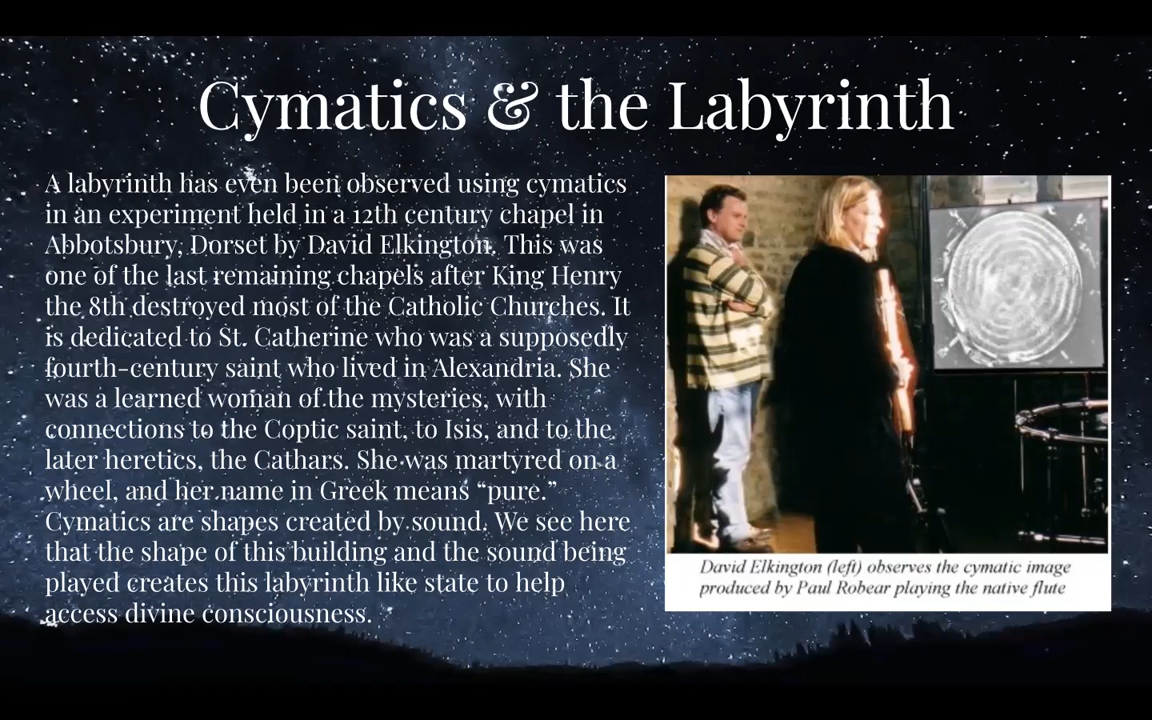 Cymatics & the Labyrinth
A labyrinth has even been observed using cymatics
in an experiment held in a 12th century chapel in
Abbotsbury, Dorset by David Elkington. This was
one of the last remaining chapels after King Henry
the 8th destroyed most of the Catholic Churches. It
is dedicated to St. Catherine who was a supposedly
fourth-century saint who lived in Alexandria. She
was a learned woman of the mysteries, with
connections to the Coptic saint, to Isis, and to the
later heretics, the Cathars. She was martyred on a
wheel, and her name in Greek means “pure.”
Cymatics are shapes created by sound. We see here
that the shape of this building and the sound being
played creates this labyrinth like state to help
access divine consciousness.
David Elkington (left) observes the cymatic image
produced by Paul Robear playing the native flute